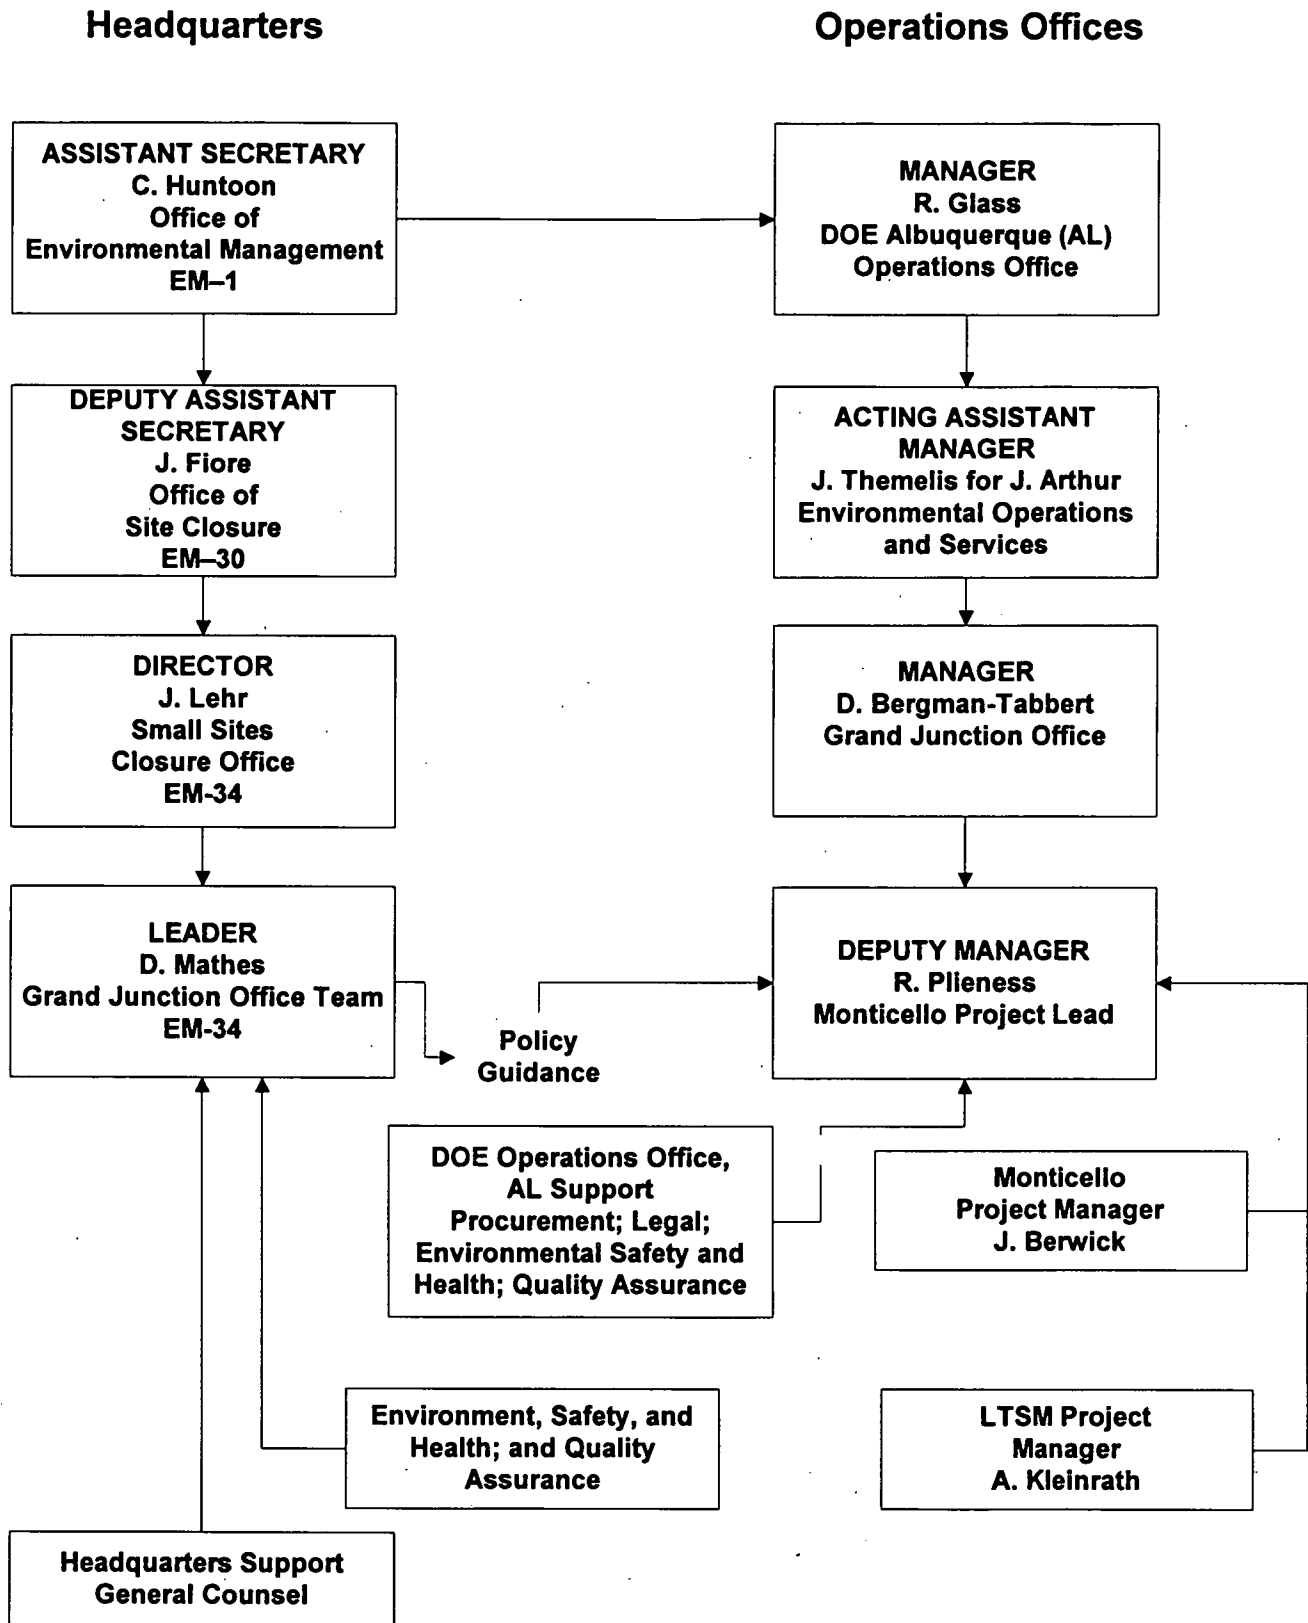 Headquarters
Operations Offices
ASSISTANT SECRETARY
C. Huntoon
Office of
Environmental Management
EM–1
MANAGER
R. Glass
DOE Albuquerque (AL)
Operations Office
DEPUTY ASSISTANT
SECRETARY
J. Fiore
Office of
Site Closure
EM–30
ACTING ASSISTANT
MANAGER
J. Themelis for J. Arthur
Environmental Operations
and Services
DIRECTOR
J. Lehr
Small Sites
Closure Office
EM-34
MANAGER
D. Bergman-Tabbert
Grand Junction Office
LEADER
D. Mathes
Grand Junction Office Team
EM-34
Policy
Guidance
DEPUTY MANAGER
R. Plieness
Monticello Project Lead
DOE Operations Office,
AL Support
Procurement; Legal;
Environmental Safety and
Health; Quality Assurance
Monticello
Project Manager
J. Berwick
Environment, Safety, and
Health; and Quality
Assurance
LTSM Project
Manager
A. Kleinrath
Headquarters Support
General Counsel